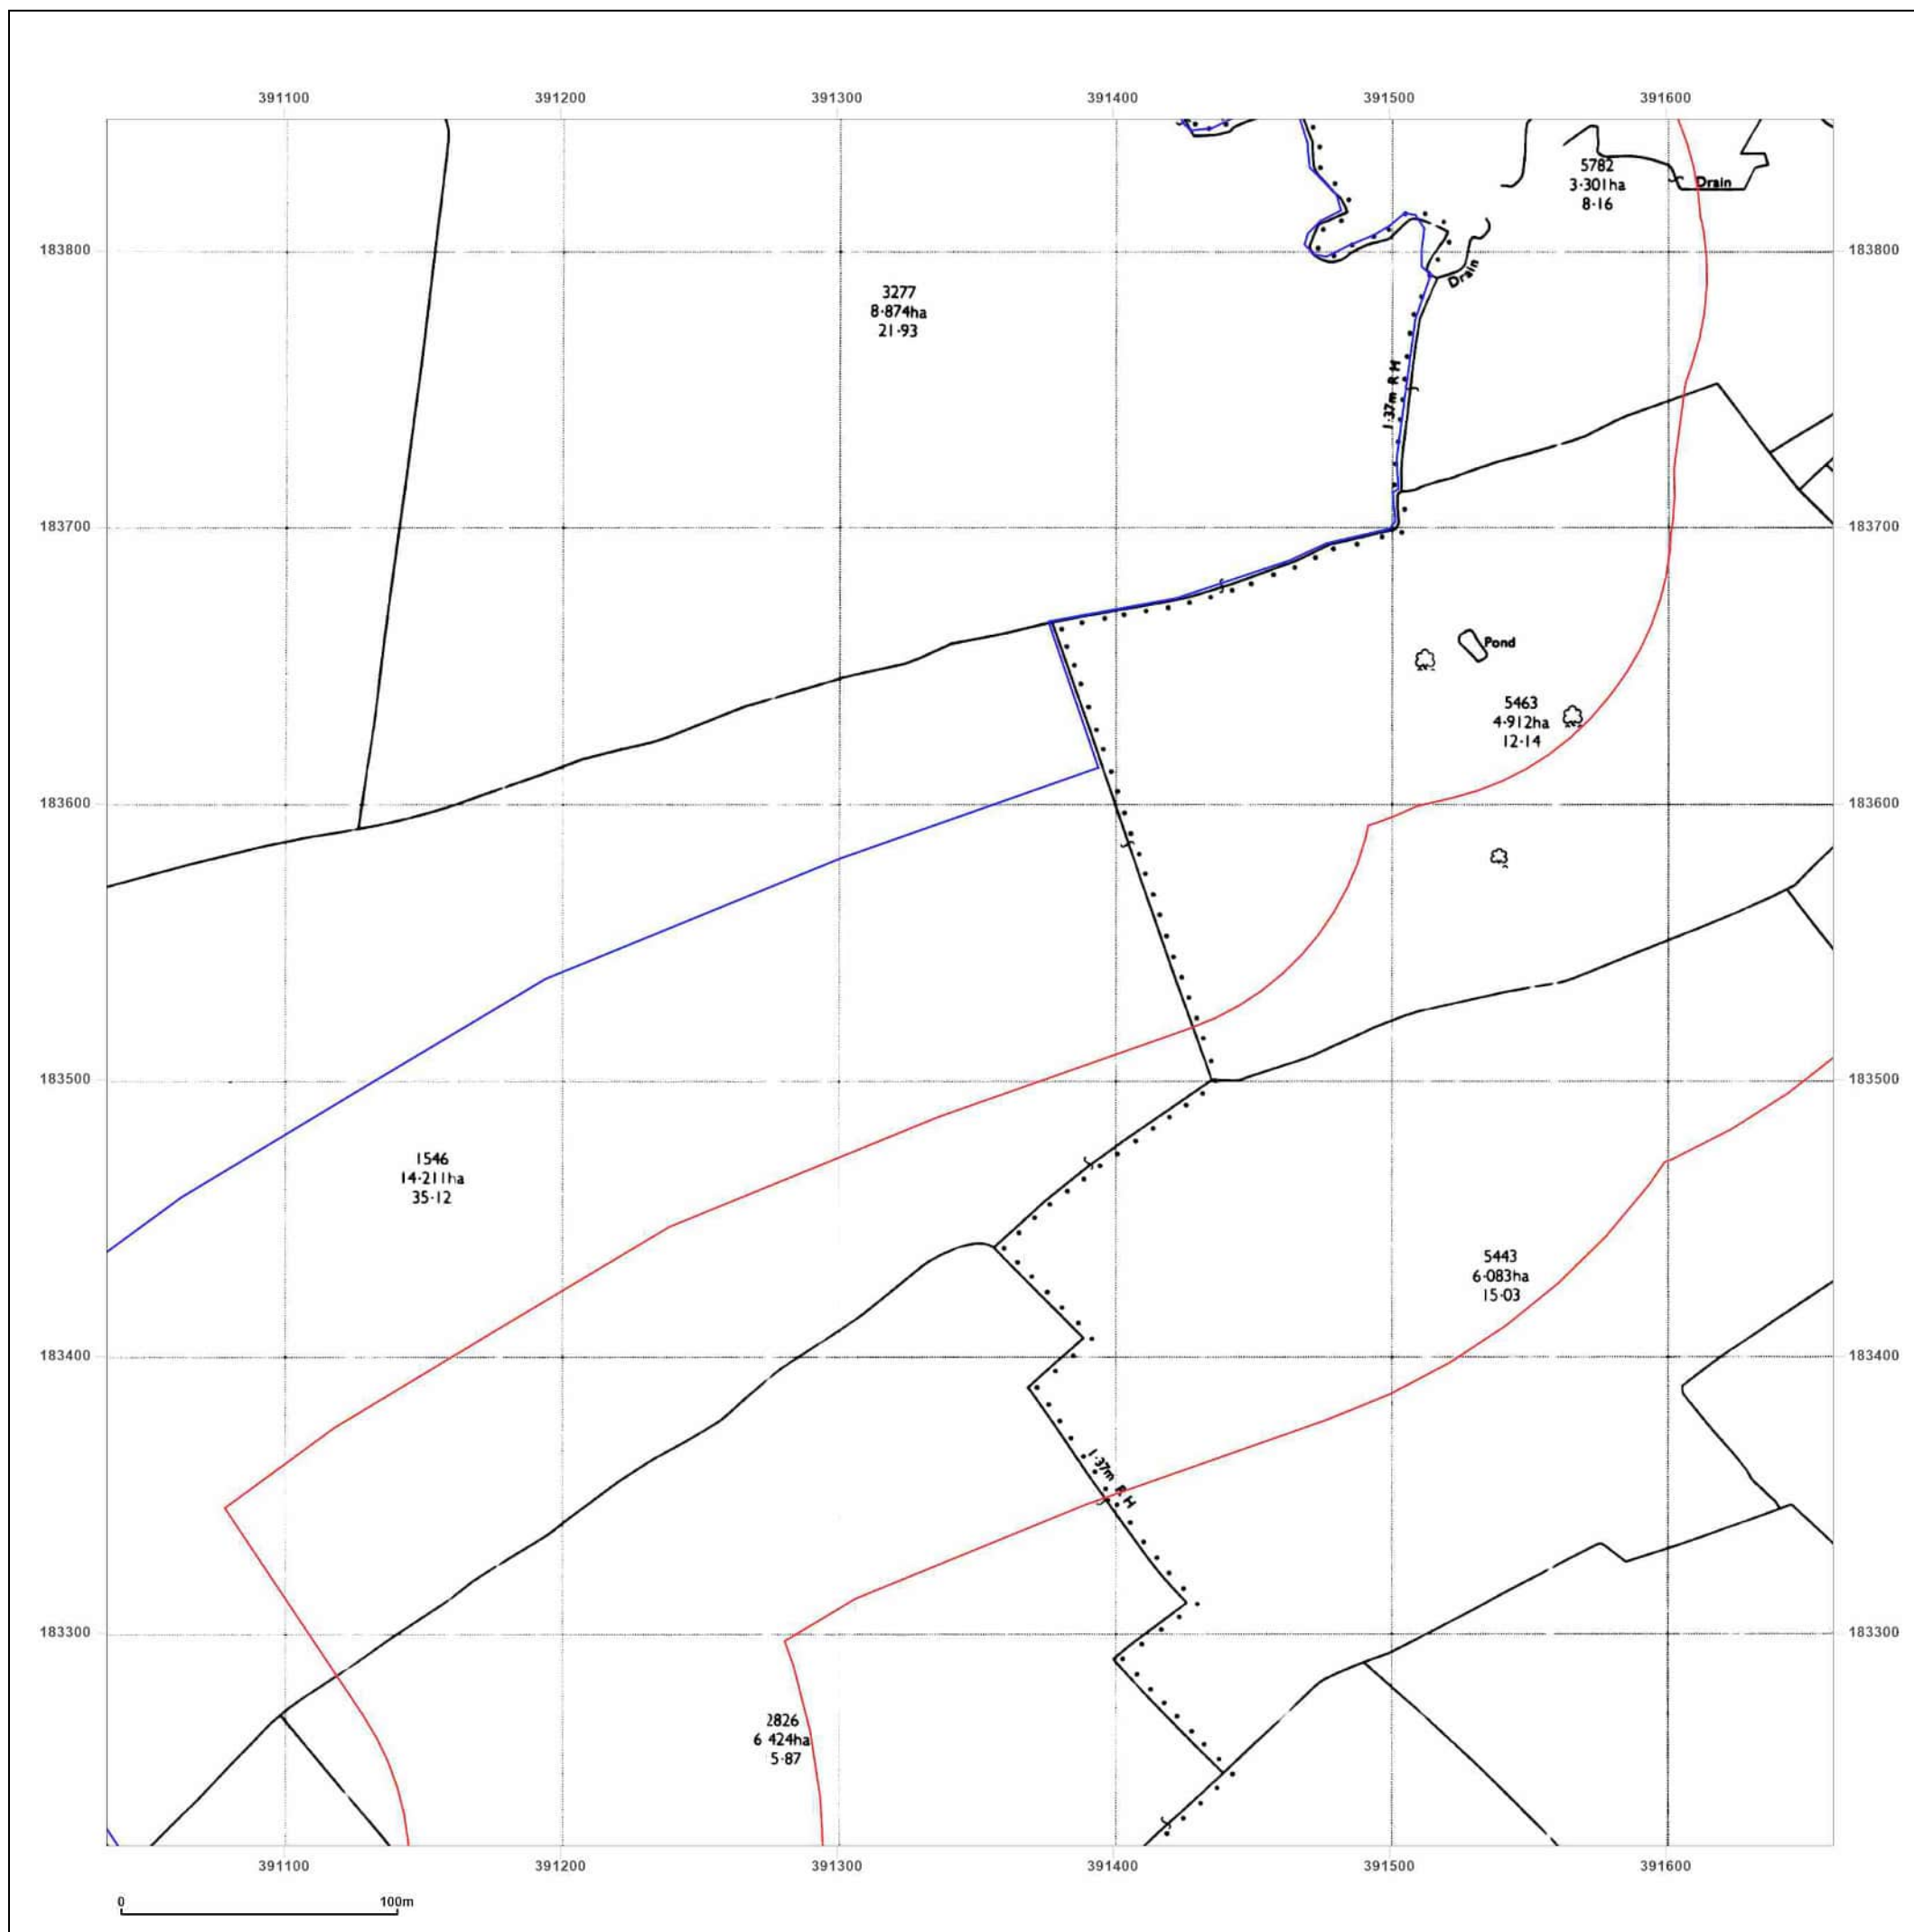 391100 391200 391300 391400 391500 391600
5782
3·301ha
8·16
Drain
183800 183800
Drain
3277
8·874ha
21·93
1·37m R H
183700 183700
Pond
5463
4·912ha
12·14
183600 183600
183500 183500
1546
14·211ha
35·12
5443
6·083ha
15·03
183400 183400
1·37m R H
183300 183300
2826
6 424ha
5·87
391100 391200 391300 391400 391500 391600
0 100m